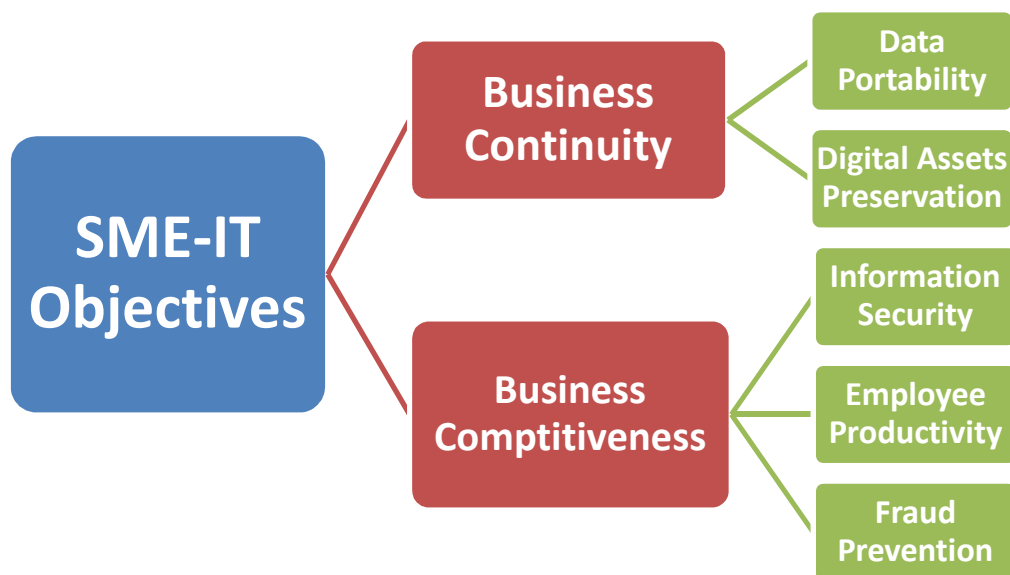 SME-IT
Objectives
Business
Continuity
Data
Portability
Digital Assets
Preservation
Business
Comptitiveness
Information
Security
Employee
Productivity
Fraud
Prevention